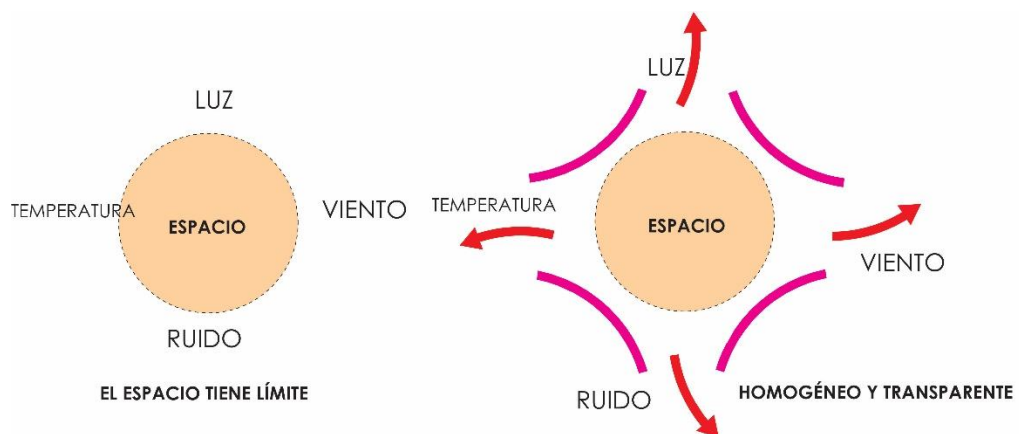 LUZ
TEMPERATURA
ESPACIO
VIENTO
RUIDO
EL ESPACIO TIENE LÍMITE
LUZ
TEMPERATURA
ESPACIO
VIENTO
RUIDO
HOMOGÉNEO Y TRANSPARENTE